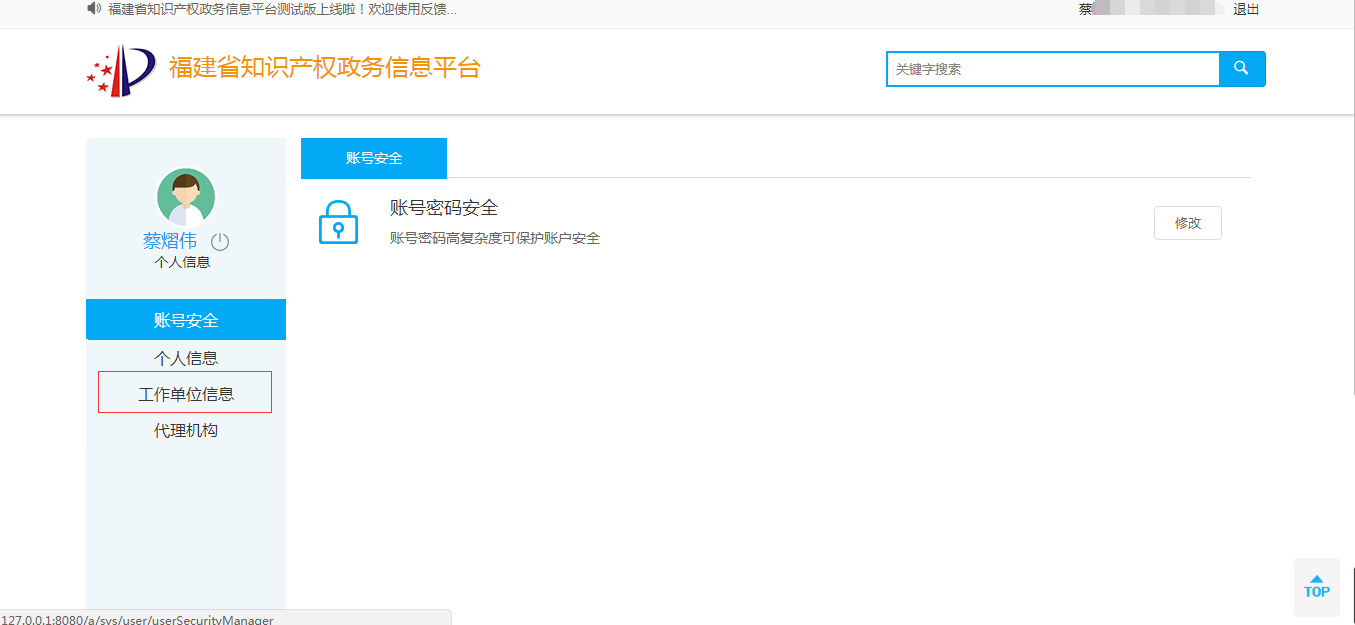 福建省知识产权政务信息平台测试版上线啦！欢迎使用反馈...
蔡 退出
福建省知识产权政务信息平台
关键字搜索
账号安全
账号密码安全
账号密码高复杂度可保护账户安全
修改
蔡熠伟
个人信息
账号安全
个人信息
工作单位信息
代理机构
TOP
127.0.0.1:8080/a/sys/user/userSecurityManager